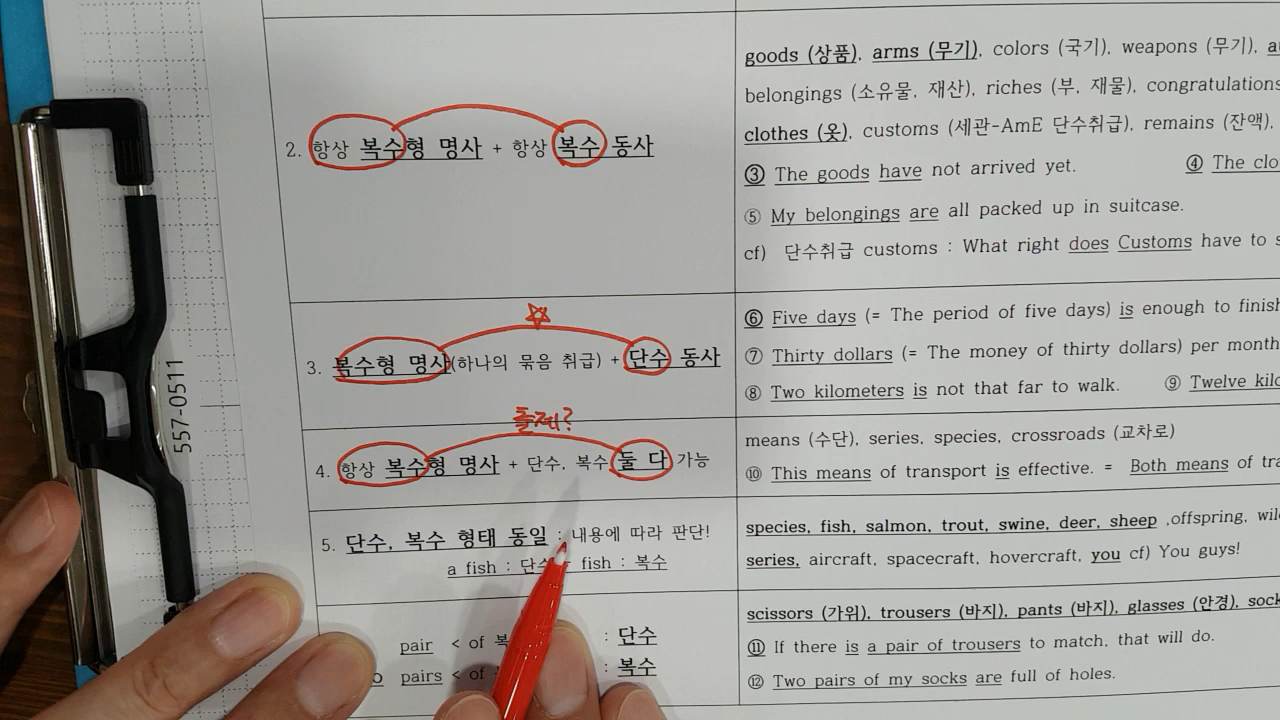 goods (상품), arms (무기), colors (국기), weapons (무기),
belongings (소유물, 재산), riches (부, 재물), congratulations
clothes (옷), customs (세관-AmE 단수취급), remains (잔액),
2. 항상 복수형 명사 + 항상 복수 동사
③ The goods have not arrived yet. ④ The
⑤ My belongings are all packed up in suitcase.
cf) 단수취급 customs : What right does Customs have to
3. 복수형 명사(하나의 묶음 취급) + 단수 동사
⑥ Five days (= The period of five days) is enough to finish
⑦ Thirty dollars (= The money of thirty dollars) per month
⑧ Two kilometers is not that far to walk. ⑨ Twelve
4. 항상 복수형 명사 + 단수, 복수 둘 다 가능
means (수단), series, species, crossroads (교차로)
⑩ This means of transport is effective. = Both means of
5. 단수, 복수 형태 동일 : 내용에 따라 판단!
a fish : 단수 fish : 복수
species, fish, salmon, trout, swine, deer, sheep ,offspring,
series, aircraft, spacecraft, hovercraft, you cf) You guys!
pair < of : 단수
pairs < of : 복수
scissors (가위), trousers (바지), pants (바지), glasses (안경),
⑪ If there is a pair of trousers to match, that will do.
⑫ Two pairs of my socks are full of holes.
557-0511